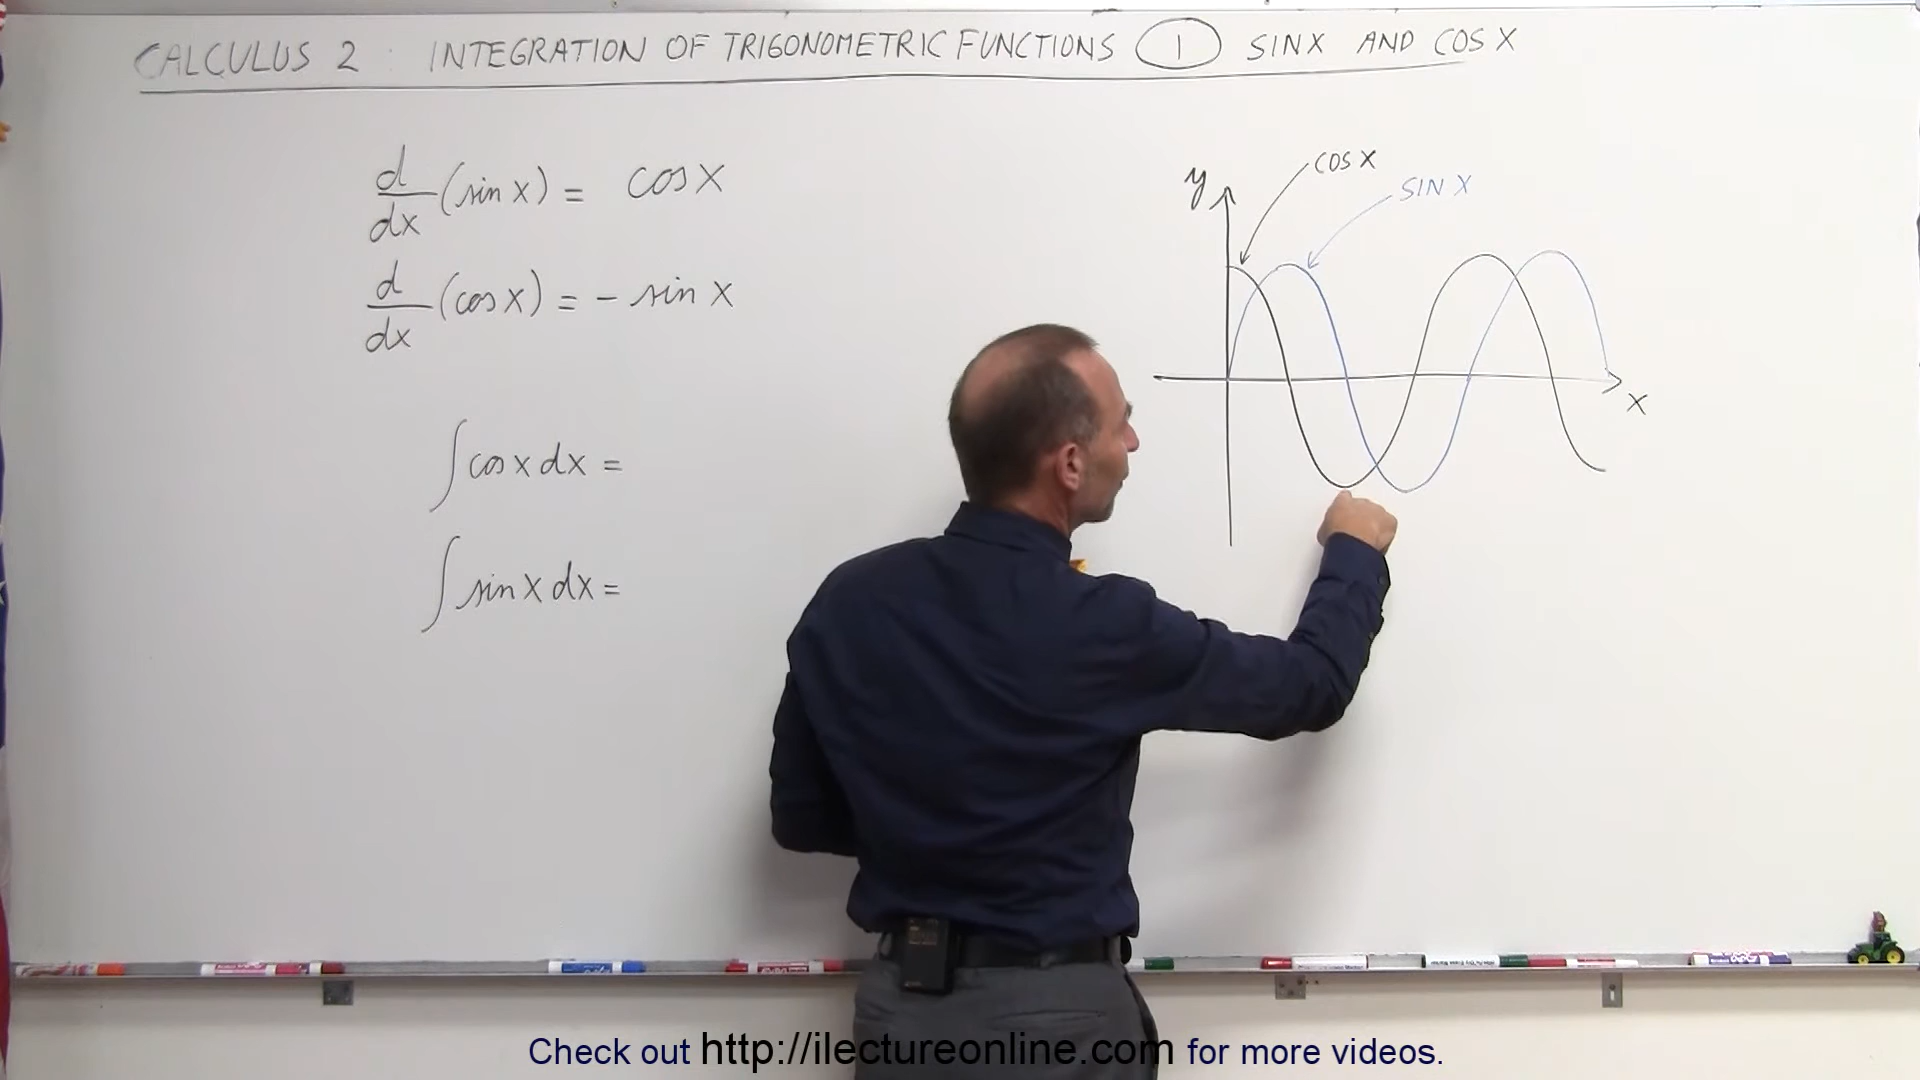 CALCULUS 2 : INTEGRATION OF TRIGONOMETRIC FUNCTIONS 1 SINX AND COS X
d/dx (sin x) = cos x
d/dx (cos x) = - sin x
∫ cos x dx =
∫ sin x dx =
y
COS X
SIN X
x
Check out http://ilectureonline.com for more videos.